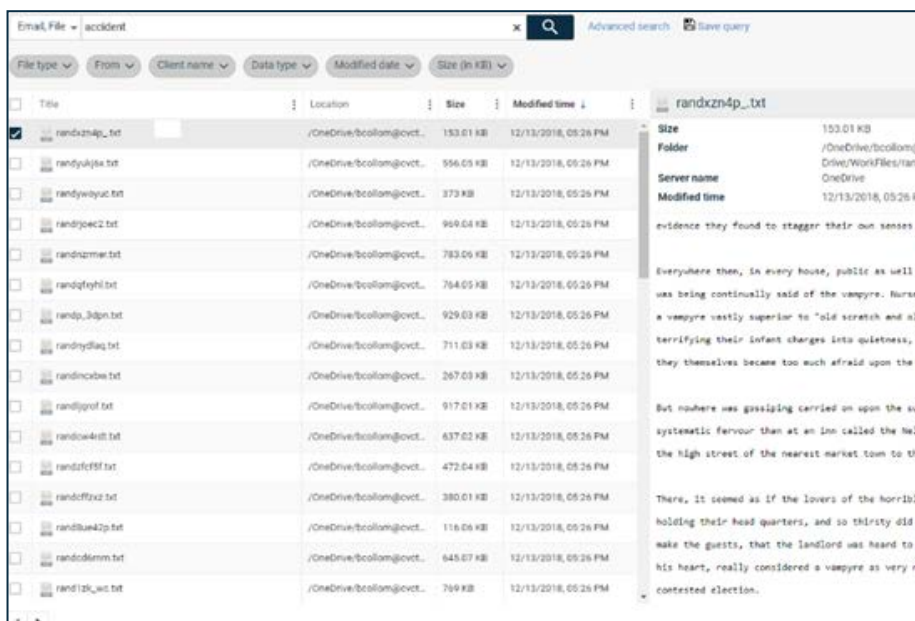 Email, File accident × Advanced search Save query
File type From Client name Data type Modified date Size (in KB)
Title Location Size Modified time ↓
randxzn4p_.txt /OneDrive/bcollom@cvct... 153.01 KB 12/13/2018, 05:26 PM
randyukj6x.txt /OneDrive/bcollom@cvct... 556.05 KB 12/13/2018, 05:26 PM
randywoyuc.txt /OneDrive/bcollom@cvct... 373 KB 12/13/2018, 05:26 PM
randrjoec2.txt /OneDrive/bcollom@cvct... 969.04 KB 12/13/2018, 05:26 PM
randnzrmer.txt /OneDrive/bcollom@cvct... 783.06 KB 12/13/2018, 05:26 PM
randqfxyhl.txt /OneDrive/bcollom@cvct... 764.05 KB 12/13/2018, 05:26 PM
randp_3dpn.txt /OneDrive/bcollom@cvct... 929.03 KB 12/13/2018, 05:26 PM
randnydlaq.txt /OneDrive/bcollom@cvct... 711.03 KB 12/13/2018, 05:26 PM
randincxbw.txt /OneDrive/bcollom@cvct... 267.03 KB 12/13/2018, 05:26 PM
/OneDrive/bcollom@cvct... 917.01 KB 12/13/2018, 05:26 PM
/OneDrive/bcollom@cvct... 637.02 KB 12/13/2018, 05:26 PM
randzfcf5f.txt /OneDrive/bcollom@cvct... 472.04 KB 12/13/2018, 05:26 PM
randcffzxz.txt /OneDrive/bcollom@cvct... 380.01 KB 12/13/2018, 05:26 PM
rand8ue42p.txt /OneDrive/bcollom@cvct... 116.06 KB 12/13/2018, 05:26 PM
randcd6mm.txt /OneDrive/bcollom@cvct... 645.07 KB 12/13/2018, 05:26 PM
rand1zk_wc.txt /OneDrive/bcollom@cvct... 769 KB 12/13/2018, 05:26 PM
randxzn4p_.txt
Size 153.01 KB
Folder /OneDrive/bcollom@
Drive/WorkFiles/ran
Server name OneDrive
Modified time 12/13/2018, 05:26
evidence they found to stagger their own senses
Everywhere then, in every house, public as well
was being continually said of the vampyre. Nurse
a vampyre vastly superior to "old scratch and
terrifying their infant charges into quietness,
they themselves became too much afraid upon the
But nowhere was gossiping carried on upon the
systematic fervour than at an inn called the
the high street of the nearest market town to
There, it seemed as if the lovers of the
holding their head quarters, and so thirsty did
make the guests, that the landlord was heard to
his heart, really considered a vampyre as very
contested election.